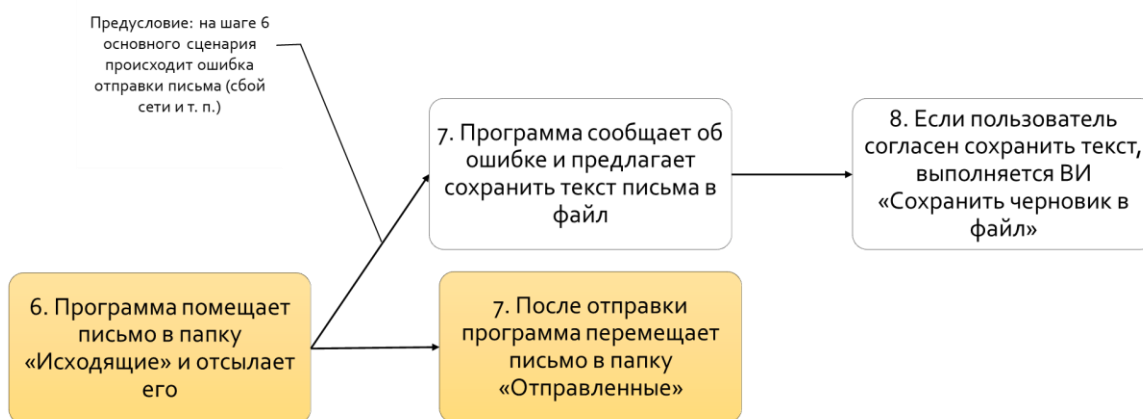 Предусловие: на шаге 6
основного сценария
происходит ошибка
отправки письма (сбой
сети и т. п.)
7. Программа сообщает об
ошибке и предлагает
сохранить текст письма в
файл
8. Если пользователь
согласен сохранить текст,
выполняется ВИ
«Сохранить черновик в
файл»
6. Программа помещает
письмо в папку
«Исходящие» и отсылает
его
7. После отправки
программа перемещает
письмо в папку
«Отправленные»